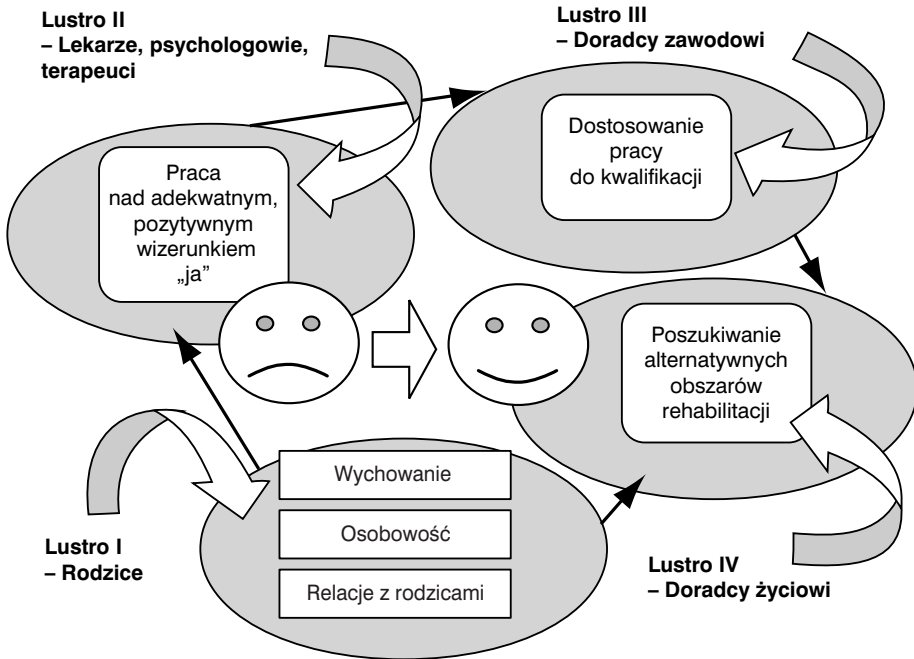 Lustro II
– Lekarze, psychologowie,
terapeuci
Lustro III
– Doradcy zawodowi
Praca
nad adekwatnym,
pozytywnym
wizerunkiem
„ja”
Dostosowanie
pracy
do kwalifikacji
Poszukiwanie
alternatywnych
obszarów
rehabilitacji
Wychowanie
Osobowość
Relacje z rodzicami
Lustro I
– Rodzice
Lustro IV
– Doradcy życiowi